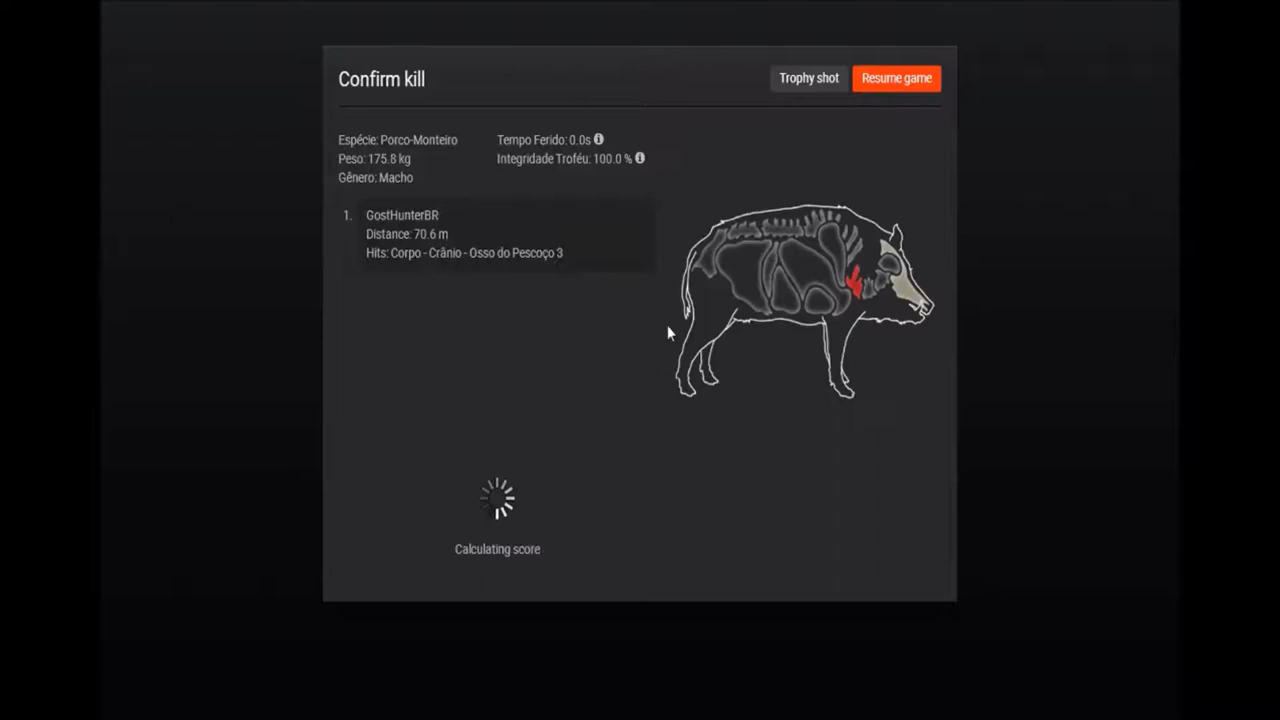 Confirm kill
Trophy shot
Resume game
Espécie: Porco-Monteiro
Peso: 175.8 kg
Gênero: Macho
Tempo Ferido: 0.0s
Integridade Troféu: 100.0 %
1. GostHunterBR
Distance: 70.6 m
Hits: Corpo - Crânio - Osso do Pescoço 3
Calculating score